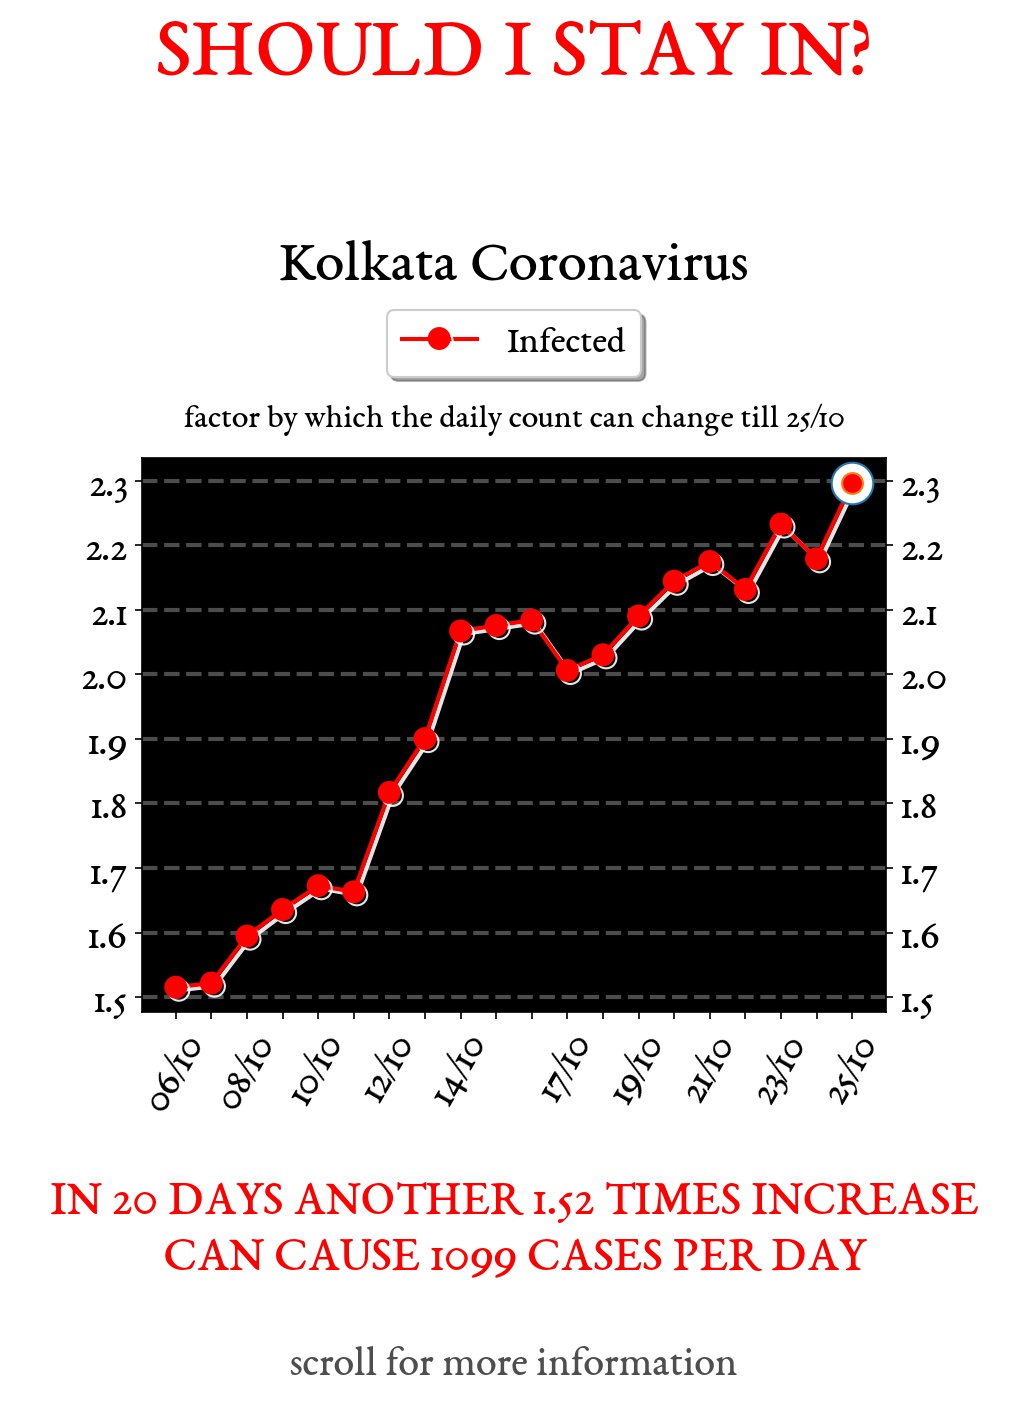 SHOULD I STAY IN?
Kolkata Coronavirus
Infected
factor by which the daily count can change till 25/10
2.3 2.3
2.2 2.2
2.1 2.1
2.0 2.0
1.9 1.9
1.8 1.8
1.7 1.7
1.6 1.6
1.5 1.5
06/10 08/10 10/10 12/10 14/10 17/10 19/10 21/10 23/10 25/10
IN 20 DAYS ANOTHER 1.52 TIMES INCREASE
CAN CAUSE 1099 CASES PER DAY
scroll for more information